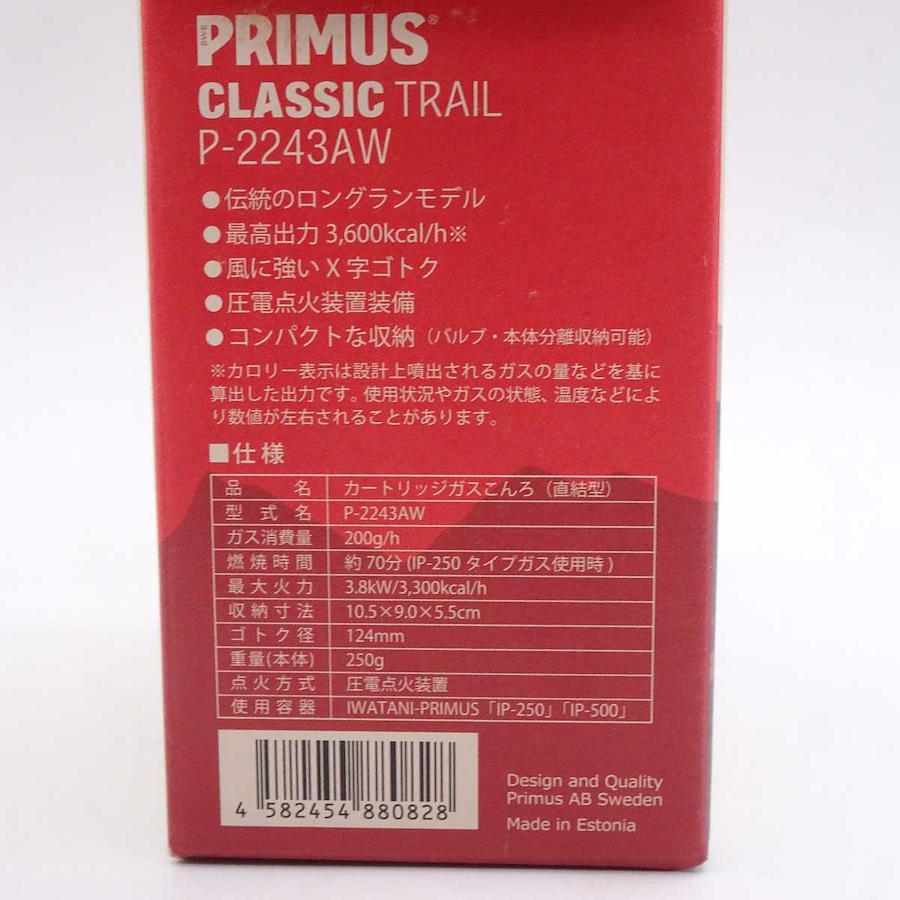 SWE PRIMUS®
CLASSIC TRAIL
P-2243AW
●伝統のロングランモデル
●最高出力 3,600kcal/h※
●風に強い X 字ゴトク
●圧電点火装置装備
●コンパクトな収納（バルブ・本体分離収納可能）
※カロリー表示は設計上噴出されるガスの量などを基に
算出した出力です。使用状況やガスの状態、温度などによ
り数値が左右されることがあります。
■仕様
品名 カートリッジガスこんろ（直結型）
型式名 P-2243AW
ガス消費量 200g/h
燃焼時間 約70分(IP-250 タイプガス使用時)
最大火力 3.8kW/3,300kcal/h
収納寸法 10.5×9.0×5.5cm
ゴトク径 124mm
重量(本体) 250g
点火方式 圧電点火装置
使用容器 IWATANI-PRIMUS「IP-250」「IP-500」
4 582454 880828
Design and Quality
Primus AB Sweden
Made in Estonia